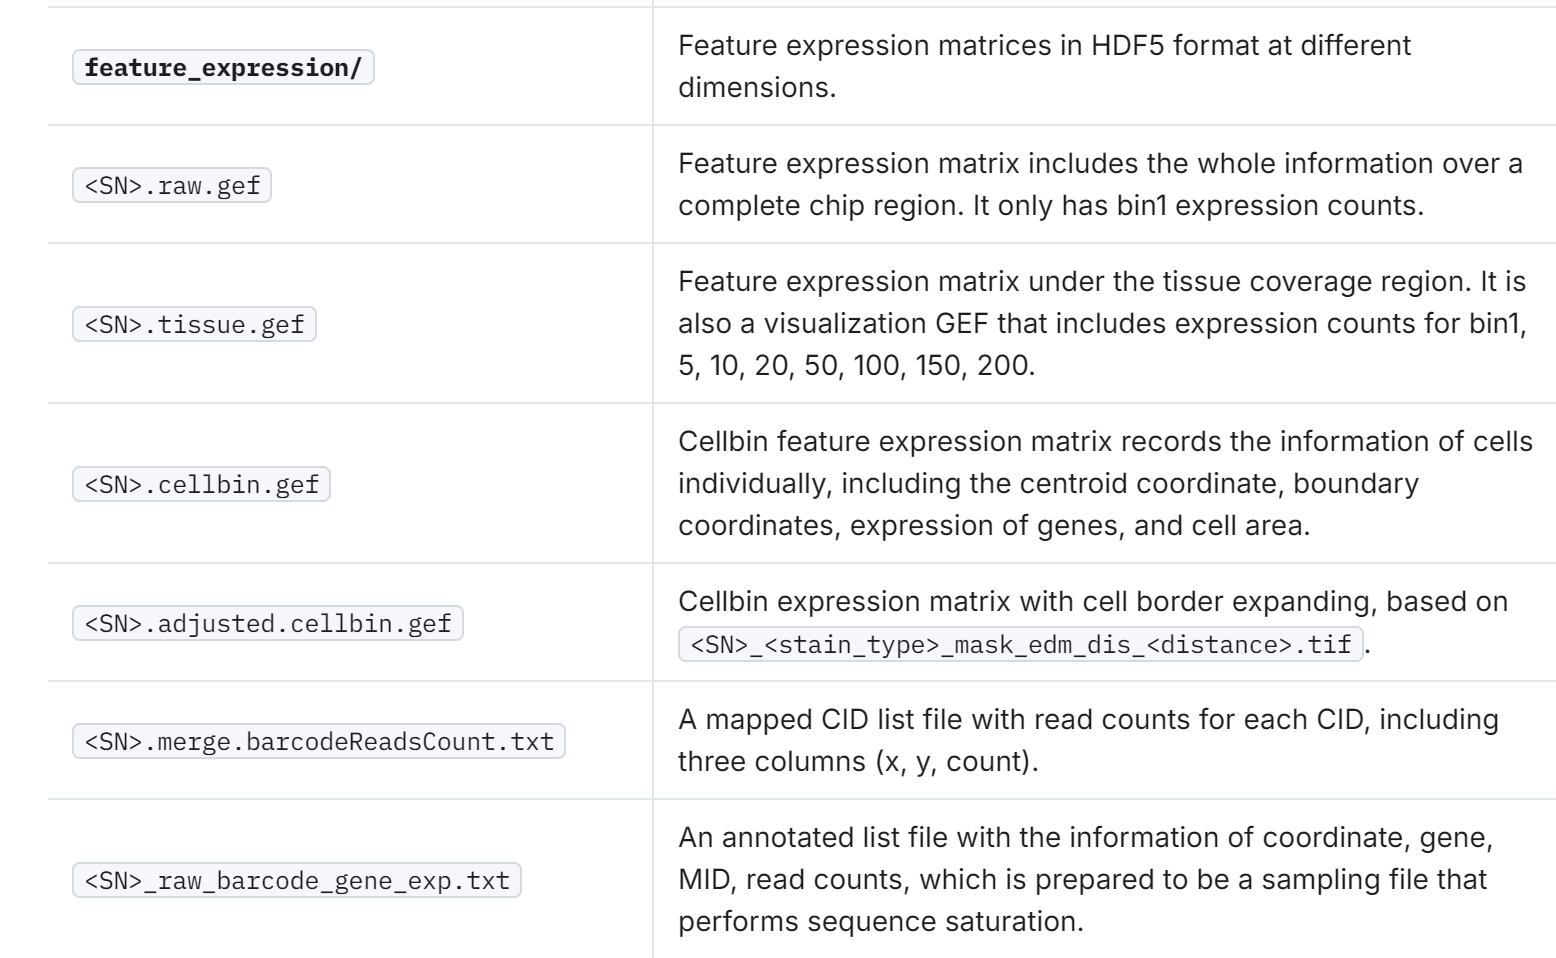 feature_expression/
Feature expression matrices in HDF5 format at different
dimensions.
<SN>.raw.gef
Feature expression matrix includes the whole information over a
complete chip region. It only has bin1 expression counts.
<SN>.tissue.gef
Feature expression matrix under the tissue coverage region. It is
also a visualization GEF that includes expression counts for bin1,
5, 10, 20, 50, 100, 150, 200.
<SN>.cellbin.gef
Cellbin feature expression matrix records the information of cells
individually, including the centroid coordinate, boundary
coordinates, expression of genes, and cell area.
<SN>.adjusted.cellbin.gef
Cellbin expression matrix with cell border expanding, based on
<SN>_<stain_type>_mask_edm_dis_<distance>.tif.
<SN>.merge.barcodeReadsCount.txt
A mapped CID list file with read counts for each CID, including
three columns (x, y, count).
<SN>_raw_barcode_gene_exp.txt
An annotated list file with the information of coordinate, gene,
MID, read counts, which is prepared to be a sampling file that
performs sequence saturation.